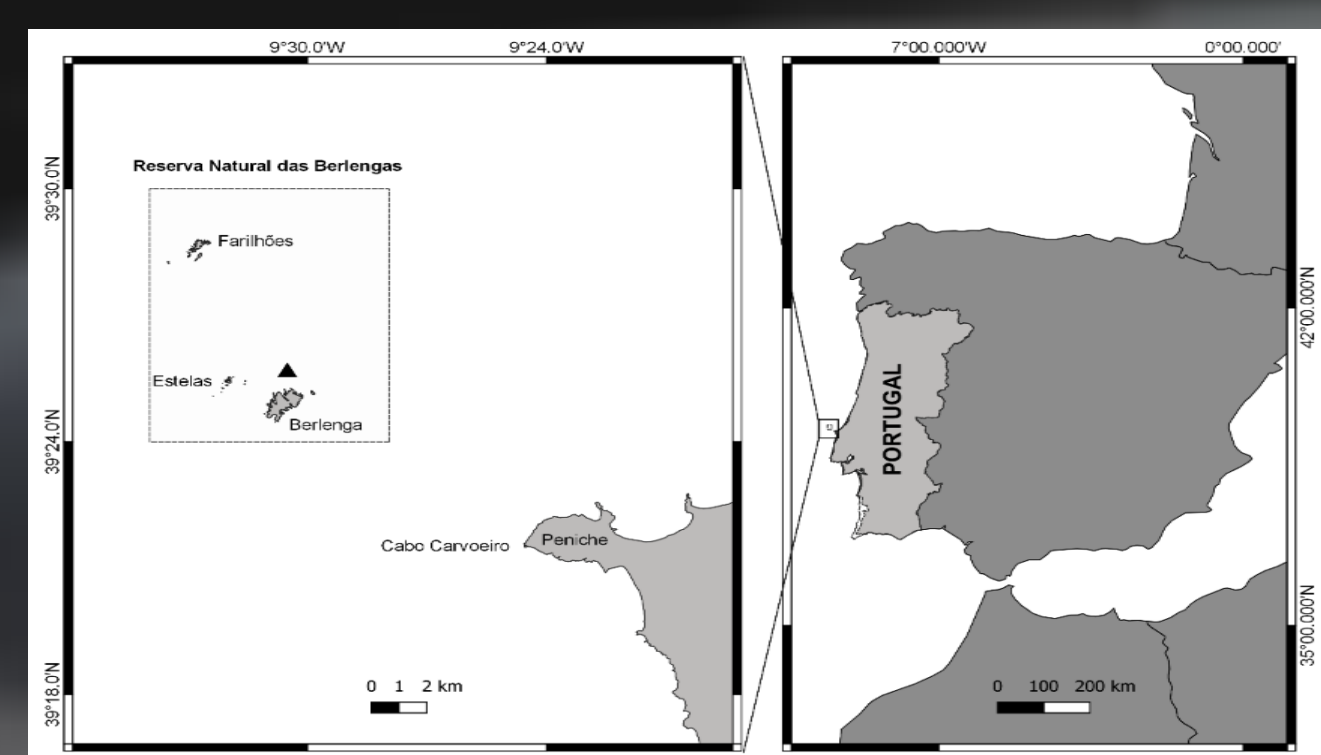 9°30.0'W
9°24.0'W
39°30.0'N
39°24.0'N
39°18.0'N
Reserva Natural das Berlengas
Farilhões
Estelas
Berlenga
Cabo Carvoeiro
Peniche
0 1 2 km
7°00.000'W
0°00.000'
42°00.000'N
35°00.000'N
PORTUGAL
0 100 200 km